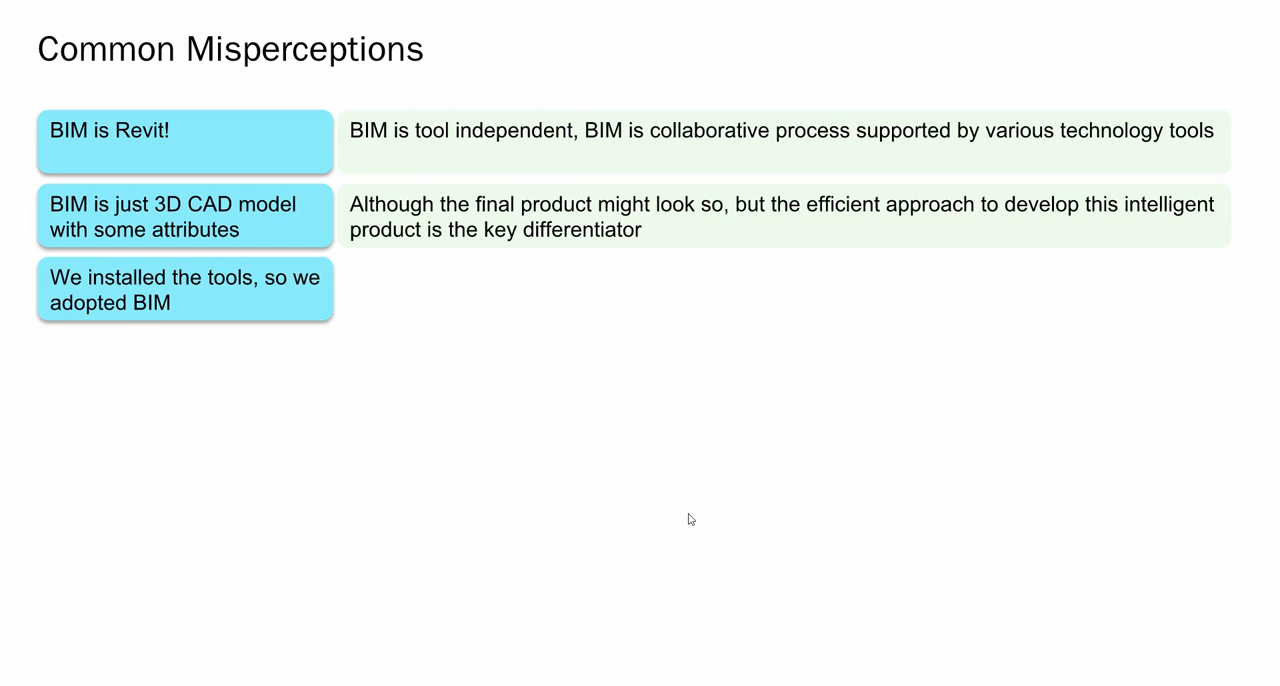 Common Misperceptions
BIM is Revit!
BIM is tool independent, BIM is collaborative process supported by various technology tools
BIM is just 3D CAD model
with some attributes
Although the final product might look so, but the efficient approach to develop this intelligent
product is the key differentiator
We installed the tools, so we
adopted BIM